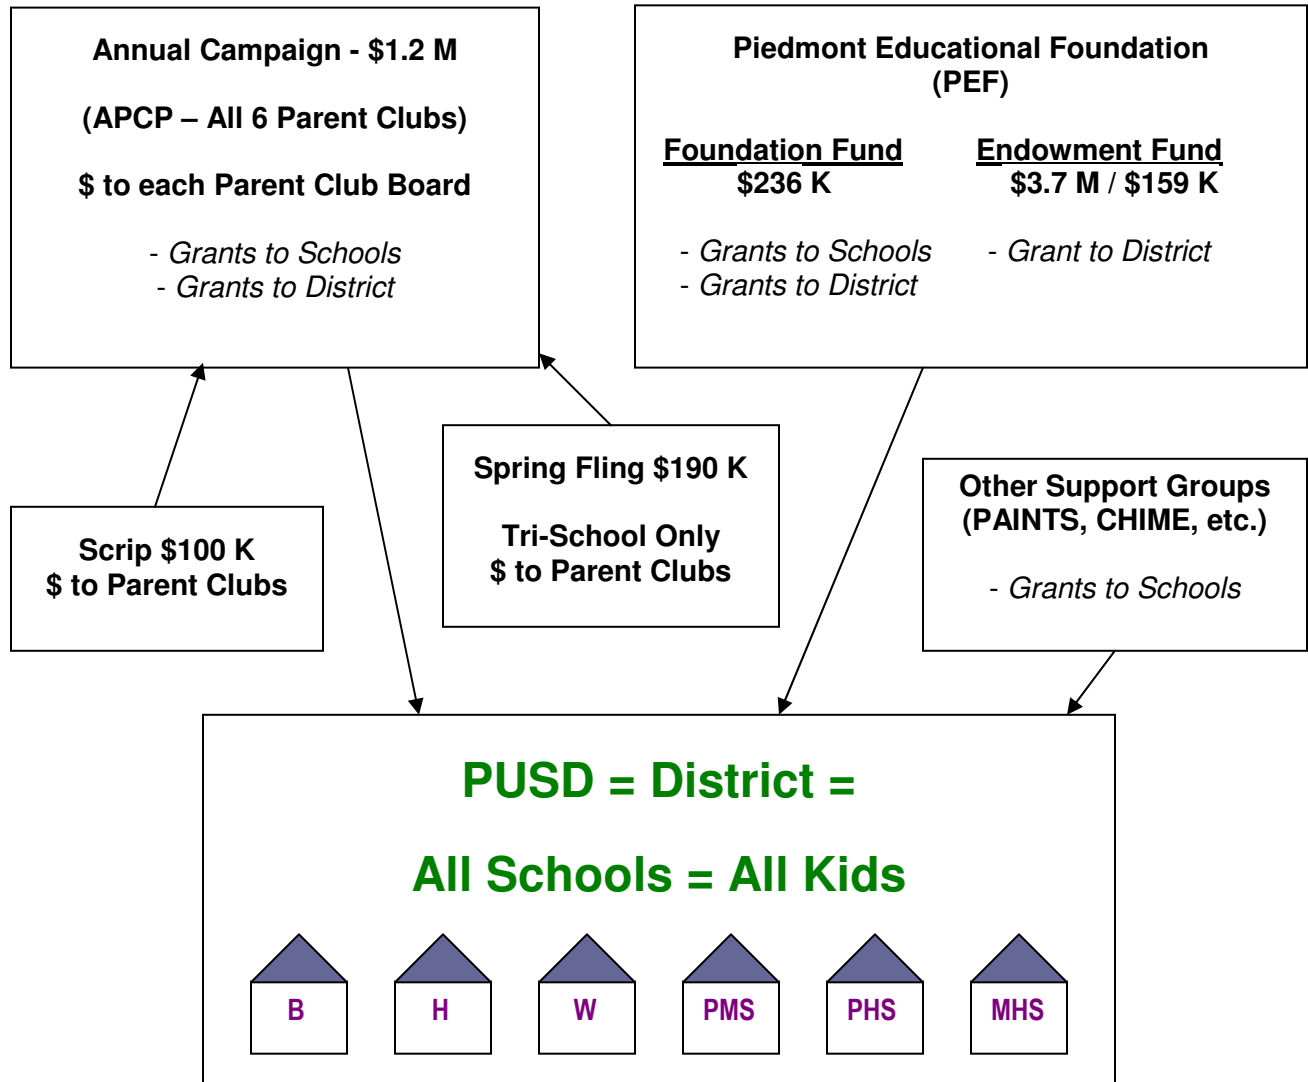 Annual Campaign - $1.2 M
(APCP – All 6 Parent Clubs)
$ to each Parent Club Board
- Grants to Schools
- Grants to District
Piedmont Educational Foundation
(PEF)
Foundation Fund
$236 K
- Grants to Schools
- Grants to District
Endowment Fund
$3.7 M / $159 K
- Grant to District
Scrip $100 K
$ to Parent Clubs
Spring Fling $190 K
Tri-School Only
$ to Parent Clubs
Other Support Groups
(PAINTS, CHIME, etc.)
- Grants to Schools
PUSD = District =
All Schools = All Kids
B
H
W
PMS
PHS
MHS